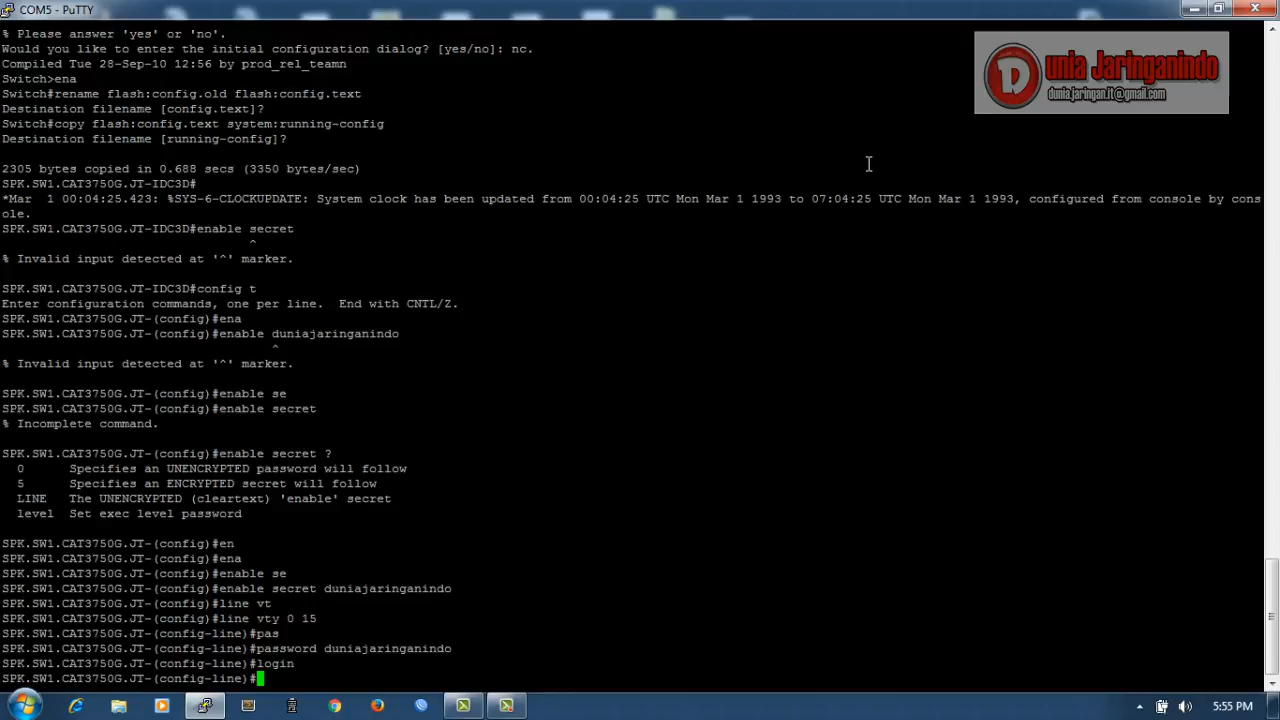 COM5 - PuTTY
% Please answer 'yes' or 'no'.
Would you like to enter the initial configuration dialog? [yes/no]: nc.
Compiled Tue 28-Sep-10 12:56 by prod_rel_teamn
Switch>ena
Switch#rename flash:config.old flash:config.text
Destination filename [config.text]?
Switch#copy flash:config.text system:running-config
Destination filename [running-config]?
2305 bytes copied in 0.688 secs (3350 bytes/sec)
SPK.SW1.CAT3750G.JT-IDC3D#
*Mar  1 00:04:25.423: %SYS-6-CLOCKUPDATE: System clock has been updated from 00:04:25 UTC Mon Mar 1 1993 to 07:04:25 UTC Mon Mar 1 1993, configured from console by cons
ole.
SPK.SW1.CAT3750G.JT-IDC3D#enable secret
^
% Invalid input detected at '^' marker.
SPK.SW1.CAT3750G.JT-IDC3D#config t
Enter configuration commands, one per line.  End with CNTL/Z.
SPK.SW1.CAT3750G.JT-(config)#ena
SPK.SW1.CAT3750G.JT-(config)#enable duniajaringanindo
^
% Invalid input detected at '^' marker.
SPK.SW1.CAT3750G.JT-(config)#enable se
SPK.SW1.CAT3750G.JT-(config)#enable secret
% Incomplete command.
SPK.SW1.CAT3750G.JT-(config)#enable secret ?
0      Specifies an UNENCRYPTED password will follow
5      Specifies an ENCRYPTED secret will follow
LINE   The UNENCRYPTED (cleartext) 'enable' secret
level  Set exec level password
SPK.SW1.CAT3750G.JT-(config)#en
SPK.SW1.CAT3750G.JT-(config)#ena
SPK.SW1.CAT3750G.JT-(config)#enable se
SPK.SW1.CAT3750G.JT-(config)#enable secret duniajaringanindo
SPK.SW1.CAT3750G.JT-(config)#line vt
SPK.SW1.CAT3750G.JT-(config)#line vty 0 15
SPK.SW1.CAT3750G.JT-(config-line)#pas
SPK.SW1.CAT3750G.JT-(config-line)#password duniajaringanindo
SPK.SW1.CAT3750G.JT-(config-line)#login
SPK.SW1.CAT3750G.JT-(config-line)#
Dunia Jaringanindo
dunia.jaringan.it@gmail.com
5:55 PM